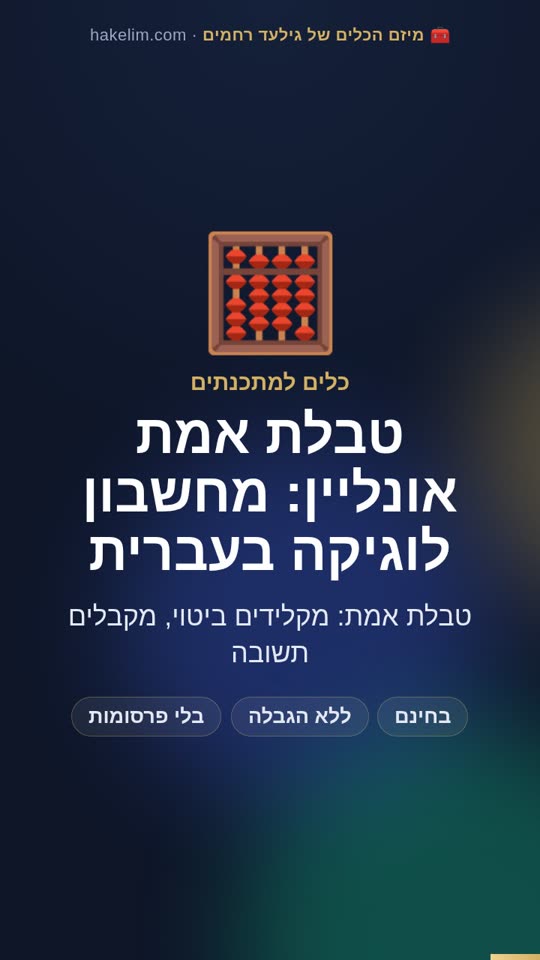 🧰 מיזם הכלים של גילעד רחמים · hakelim.com
כלים למתכנתים
טבלת אמת
אונליין: מחשבון
לוגיקה בעברית
טבלת אמת: מקלידים ביטוי, מקבלים
תשובה
בחינם
ללא הגבלה
בלי פרסומות